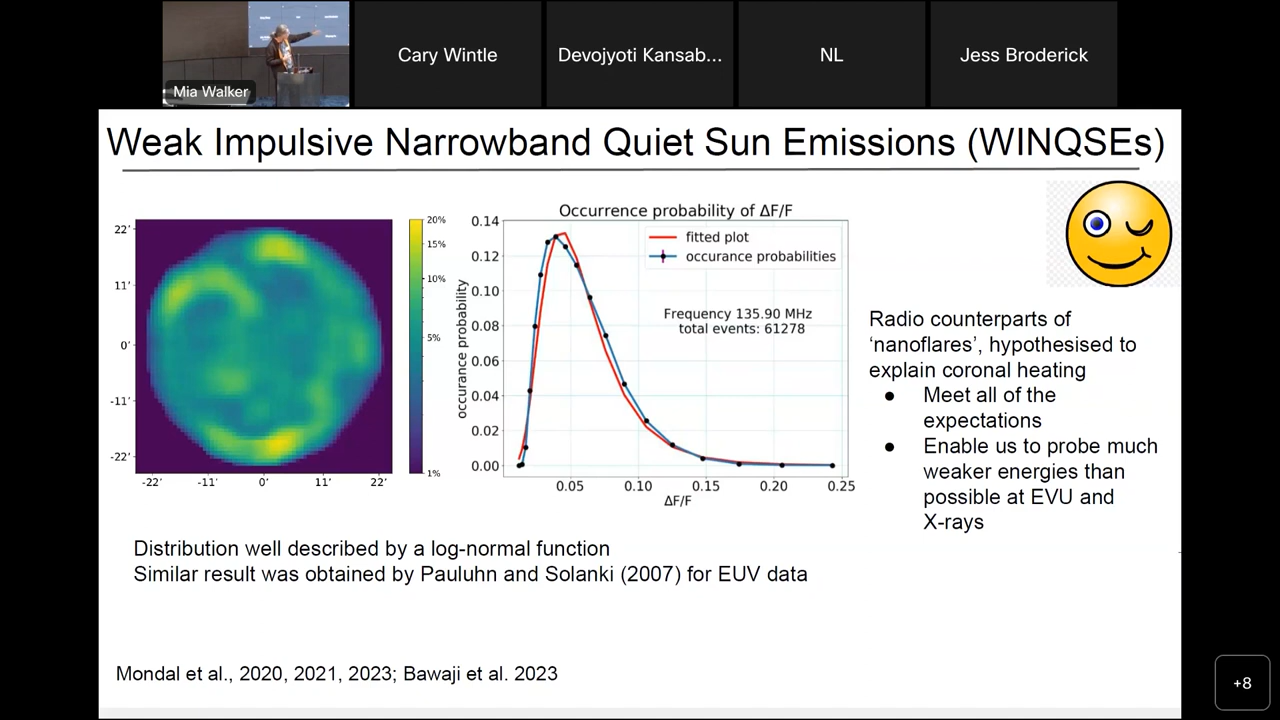 Mia Walker
Cary Wintle
Devojyoti Kansab...
NL
Jess Broderick
Weak Impulsive Narrowband Quiet Sun Emissions (WINQSEs)
22'
11'
0'
-11'
-22'
-22'
-11'
0'
11'
22'
20%
15%
10%
5%
1%
Occurrence probability of ΔF/F
fitted plot
occurance probabilities
Frequency 135.90 MHz
total events: 61278
occurance probability
0.14
0.12
0.10
0.08
0.06
0.04
0.02
0.00
0.05
0.10
0.15
0.20
0.25
ΔF/F
Radio counterparts of
‘nanoflares’, hypothesised to
explain coronal heating
● Meet all of the
expectations
● Enable us to probe much
weaker energies than
possible at EVU and
X-rays
Distribution well described by a log-normal function
Similar result was obtained by Pauluhn and Solanki (2007) for EUV data
Mondal et al., 2020, 2021, 2023; Bawaji et al. 2023
+8